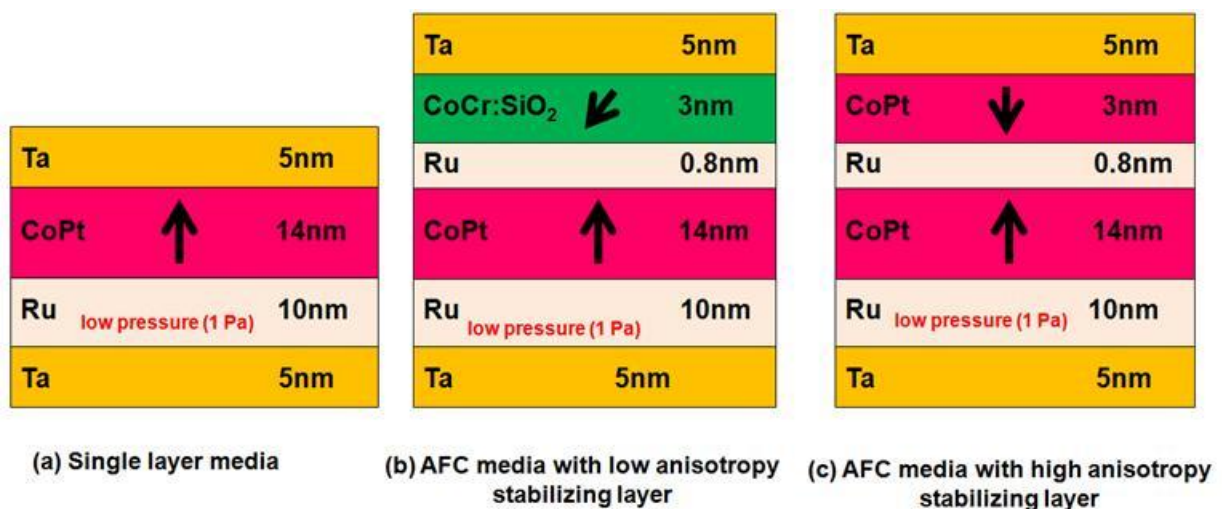 Ta 5nm
CoPt 14nm
Ru low pressure (1 Pa) 10nm
Ta 5nm
(a) Single layer media
Ta 5nm
CoCr:SiO₂ 3nm
Ru 0.8nm
CoPt 14nm
Ru low pressure (1 Pa) 10nm
Ta 5nm
(b) AFC media with low anisotropy
stabilizing layer
Ta 5nm
CoPt 3nm
Ru 0.8nm
CoPt 14nm
Ru low pressure (1 Pa) 10nm
Ta 5nm
(c) AFC media with high anisotropy
stabilizing layer